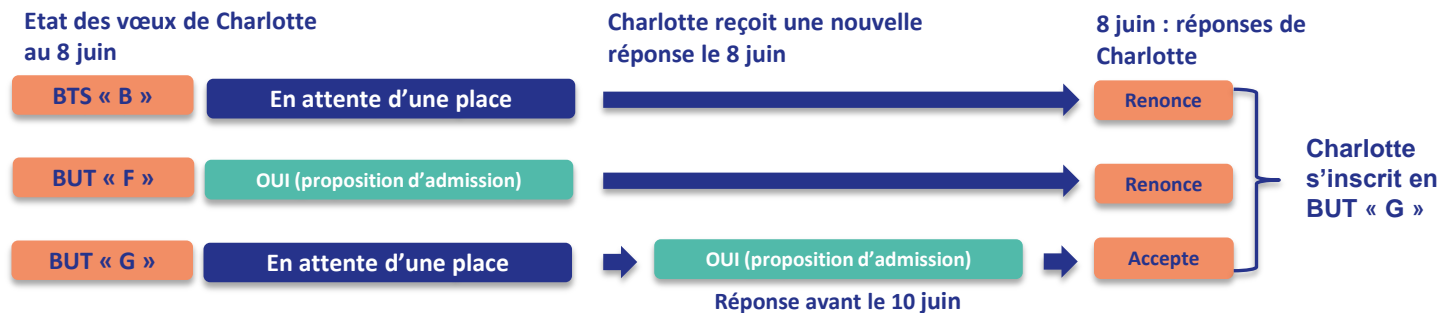 Etat des vœux de Charlotte
au 8 juin
Charlotte reçoit une nouvelle
réponse le 8 juin
8 juin : réponses de
Charlotte
BTS « B »
En attente d’une place
Renonce
BUT « F »
OUI (proposition d’admission)
Renonce
BUT « G »
En attente d’une place
OUI (proposition d’admission)
Accepte
Réponse avant le 10 juin
Charlotte
s’inscrit en
BUT « G »